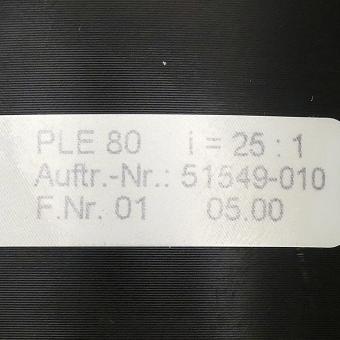 PLE 80 i = 25 : 1
Auftr.-Nr.: 51549-010
F.Nr. 01 05.00